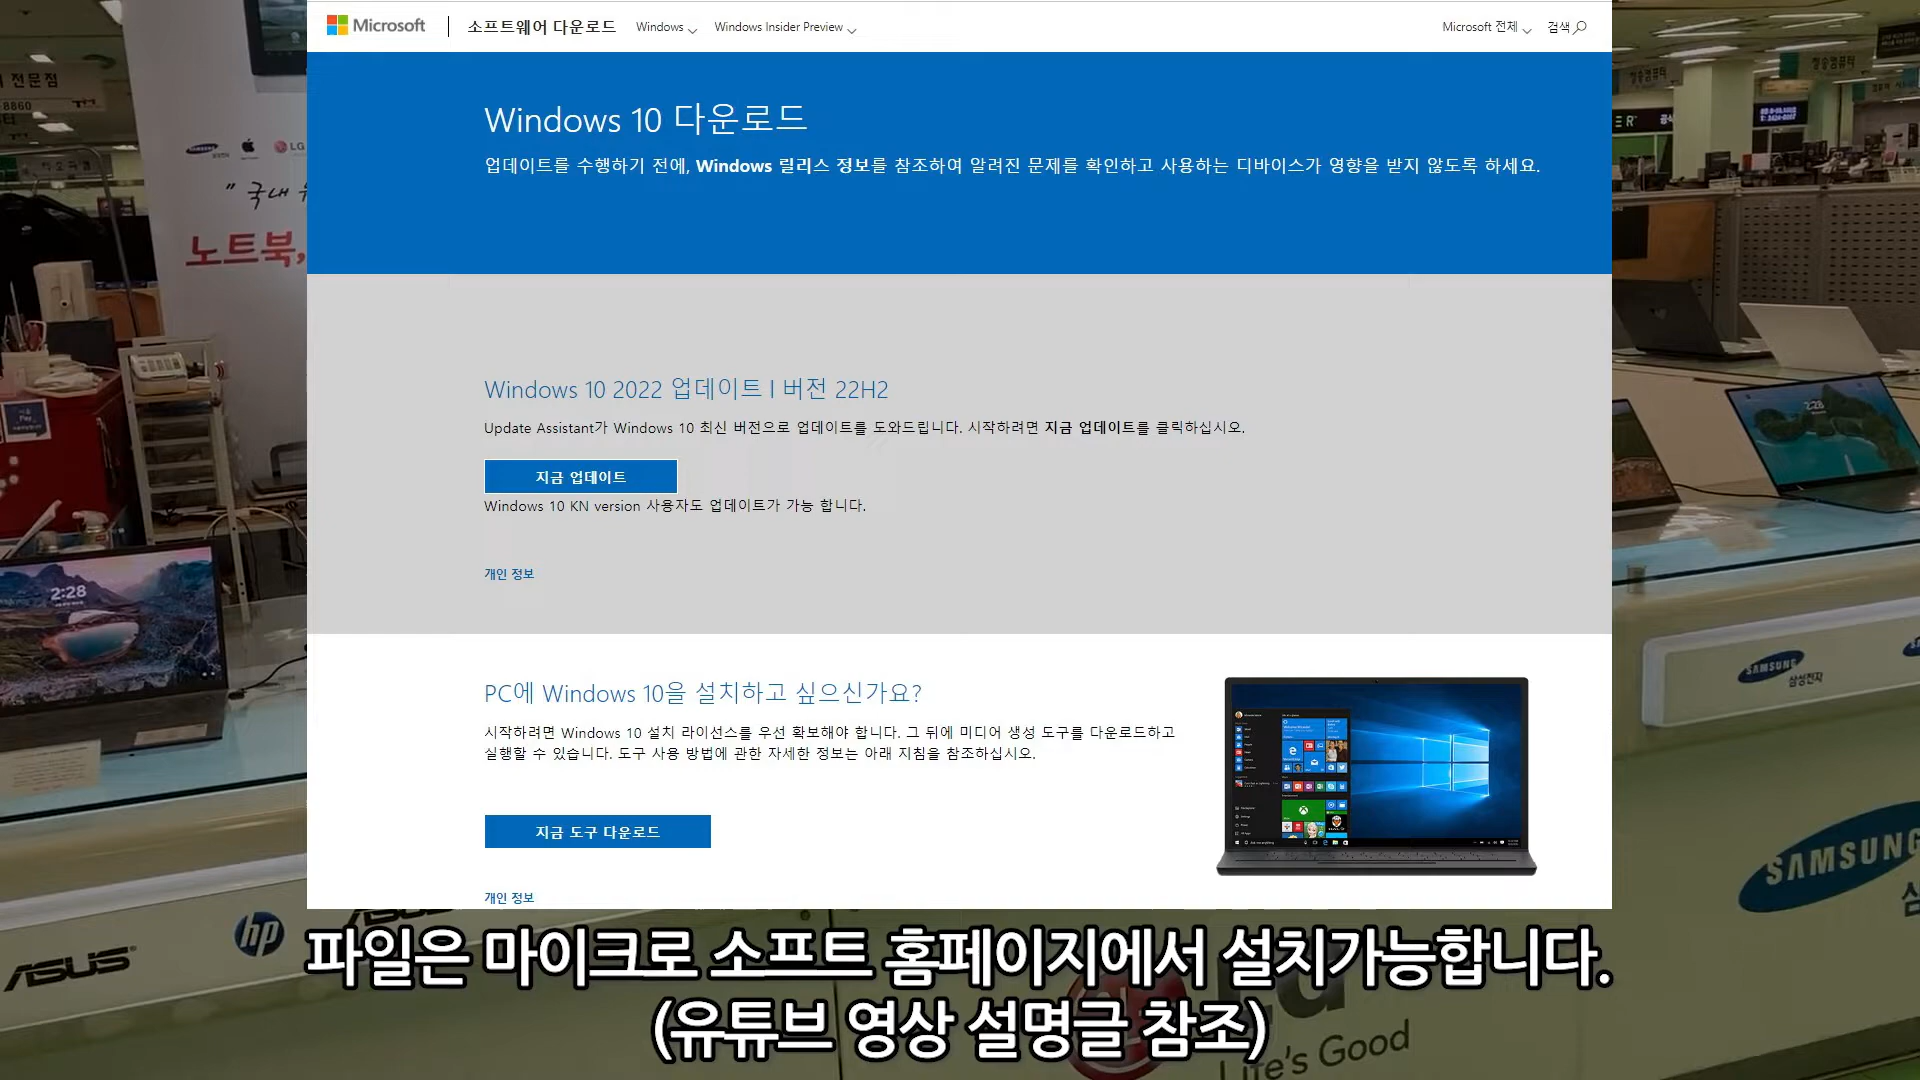 Microsoft
소프트웨어 다운로드
Windows
Windows Insider Preview
Microsoft 전체
검색
Windows 10 다운로드
업데이트를 수행하기 전에, Windows 릴리스 정보를 참조하여 알려진 문제를 확인하고 사용하는 디바이스가 영향을 받지 않도록 하세요.
Windows 10 2022 업데이트 l 버전 22H2
Update Assistant가 Windows 10 최신 버전으로 업데이트를 도와드립니다. 시작하려면 지금 업데이트를 클릭하십시오.
지금 업데이트
Windows 10 KN version 사용자도 업데이트가 가능 합니다.
개인 정보
PC에 Windows 10을 설치하고 싶으신가요?
시작하려면 Windows 10 설치 라이선스를 우선 확보해야 합니다. 그 뒤에 미디어 생성 도구를 다운로드하고
실행할 수 있습니다. 도구 사용 방법에 관한 자세한 정보는 아래 지침을 참조하십시오.
지금 도구 다운로드
개인 정보
전문점
8860
SAMSUNG
LG
" 국내
노트북,
2:28
2:28
SAMSUNG
삼성전자
SAMSUNG
hp
ASUS
ASUS
파일은 마이크로 소프트 홈페이지에서 설치가능합니다.
(유튜브 영상 설명글 참조)
Life's Good